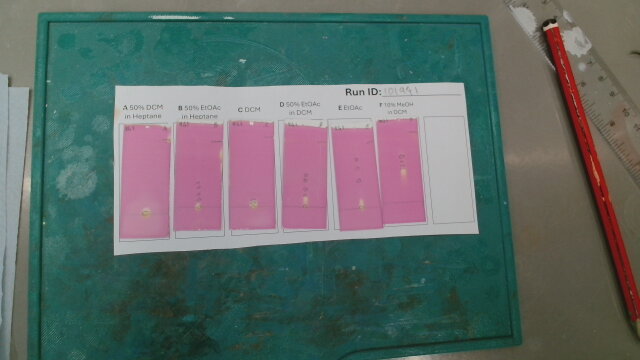 Run ID: 101941
A 50% DCM
in Heptane
B 50% EtOAc
in Heptane
C DCM
D 50% EtOAc
in DCM
E EtOAc
F 10% MeOH
in DCM